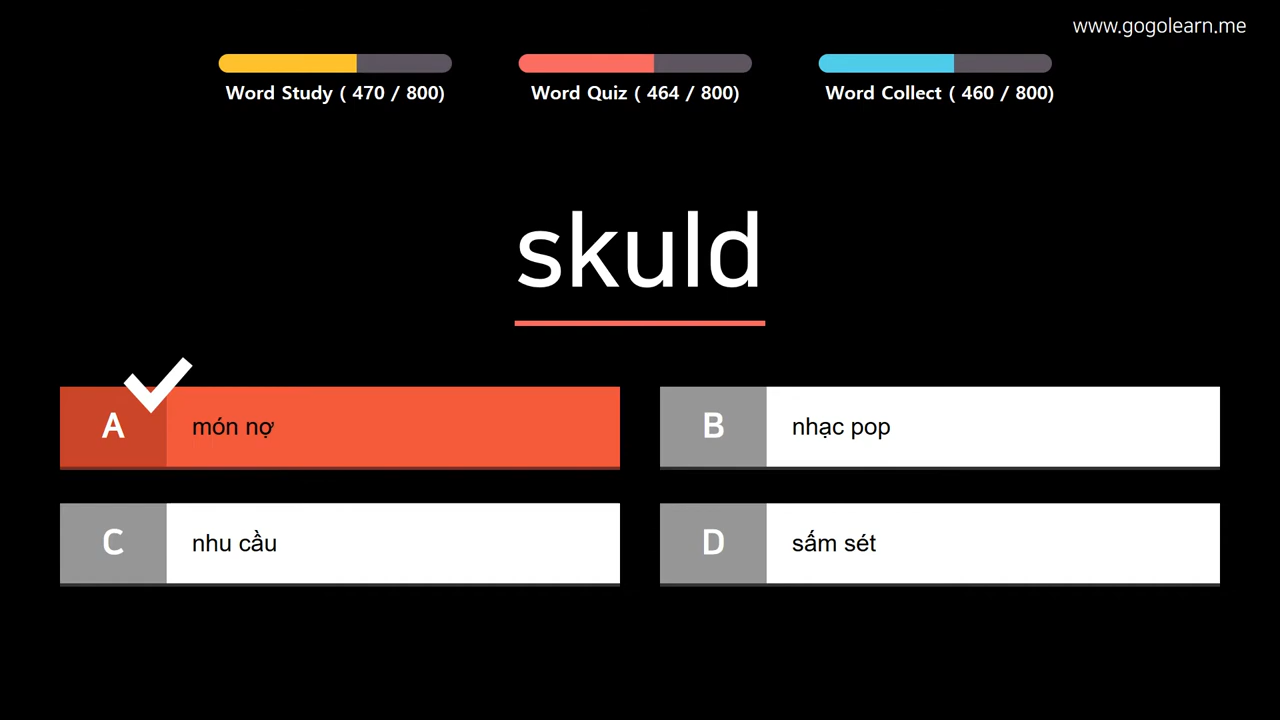 www.gogolearn.me
Word Study ( 470 / 800)
Word Quiz ( 464 / 800)
Word Collect ( 460 / 800)
skuld
A món nợ
B nhạc pop
C nhu cầu
D sấm sét